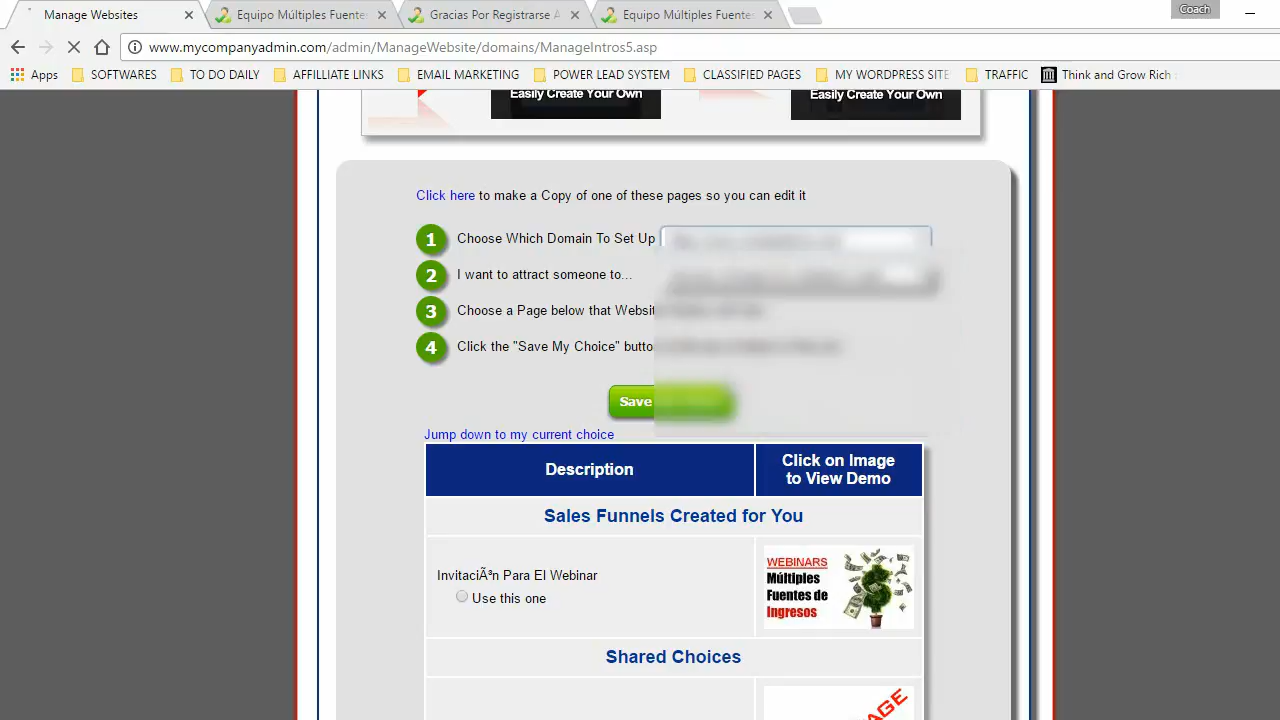 Manage Websites
Equipo Múltiples Fuente
Gracias Por Registrarse A
Equipo Múltiples Fuente
Coach
www.mycompanyadmin.com/admin/ManageWebsite/domains/ManageIntros5.asp
Apps
SOFTWARES
TO DO DAILY
AFFILLIATE LINKS
EMAIL MARKETING
POWER LEAD SYSTEM
CLASSIFIED PAGES
MY WORDPRESS SITE
TRAFFIC
Think and Grow Rich
Easily Create Your Own
Easily Create Your Own
Click here to make a Copy of one of these pages so you can edit it
1 Choose Which Domain To Set Up
2 I want to attract someone to...
3 Choose a Page below that
4 Click the "Save My Choice"
Save
Jump down to my current choice
Description
Click on Image
to View Demo
Sales Funnels Created for You
InvitaciÃ³n Para El Webinar
Use this one
WEBINARS
Múltiples
Fuentes de
Ingresos
Shared Choices